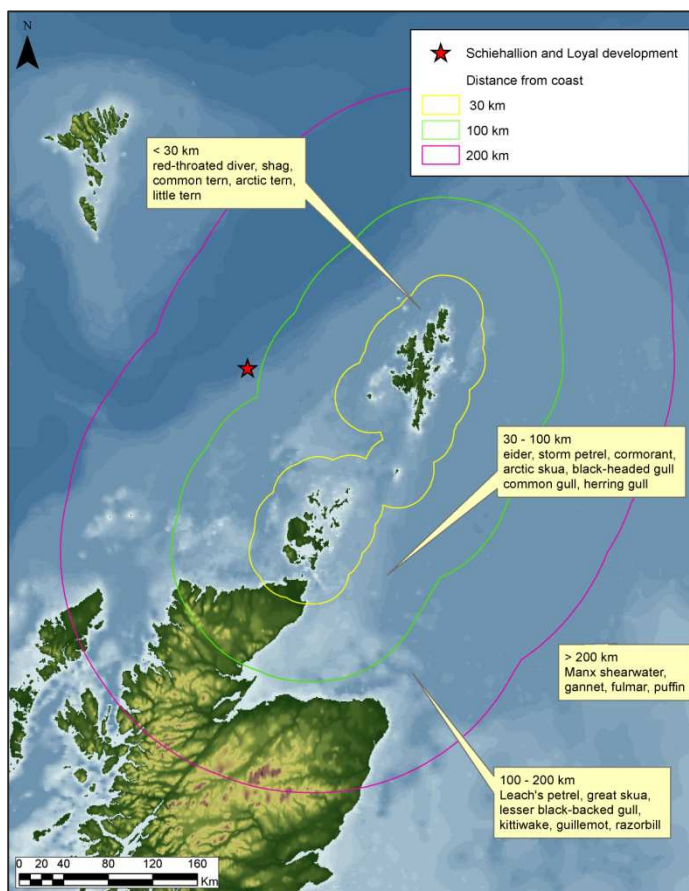 N
Schiehallion and Loyal development
Distance from coast
30 km
100 km
200 km
< 30 km
red-throated diver, shag,
common tern, arctic tern,
little tern
30 - 100 km
eider, storm petrel, cormorant,
arctic skua, black-headed gull
common gull, herring gull
> 200 km
Manx shearwater,
gannet, fulmar, puffin
100 - 200 km
Leach's petrel, great skua,
lesser black-backed gull,
kittiwake, guillemot, razorbill
0 20 40 80 120 160
Km